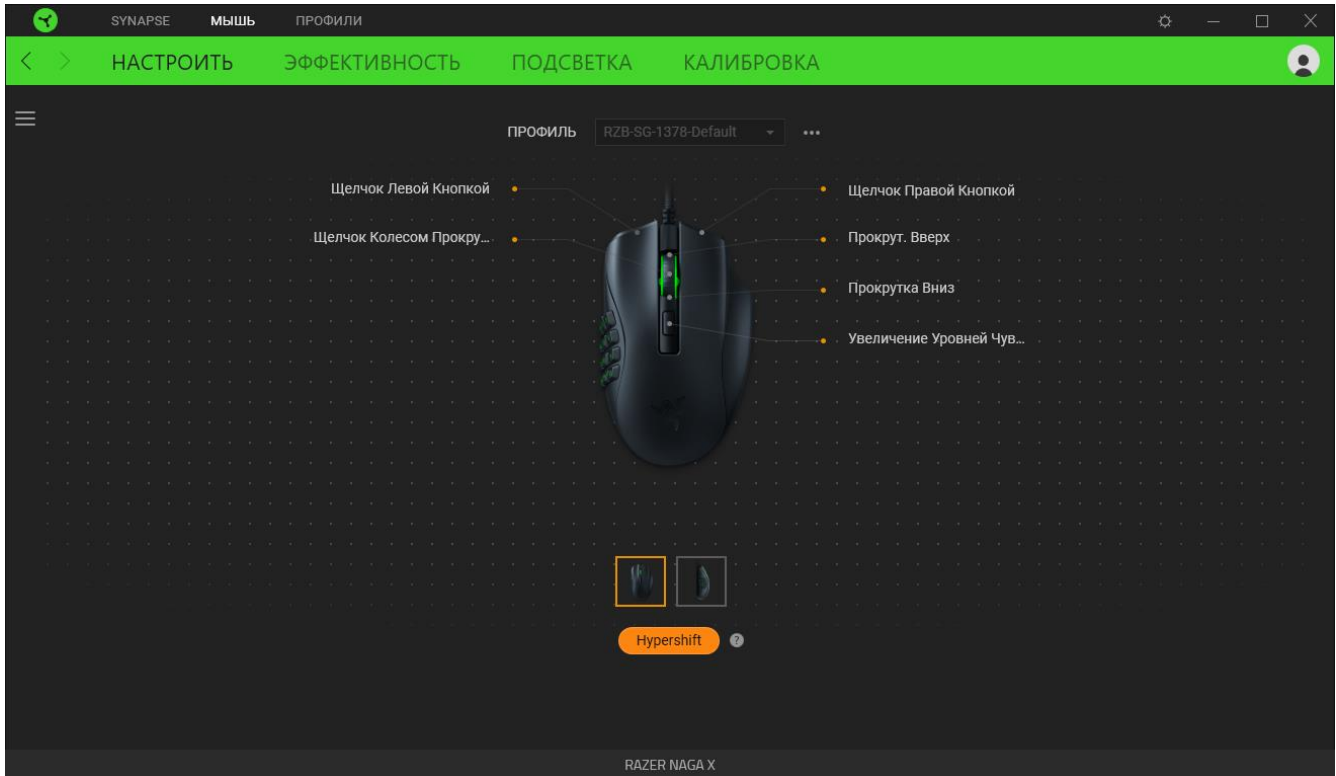 SYNAPSE МЫШЬ ПРОФИЛИ
НАСТРОИТЬ ЭФФЕКТИВНОСТЬ ПОДСВЕТКА КАЛИБРОВКА
ПРОФИЛЬ RZB-SG-1378-Default
Щелчок Левой Кнопкой
Щелчок Правой Кнопкой
Щелчок Колесом Прокру...
Прокрут. Вверх
Прокрутка Вниз
Увеличение Уровней Чув...
Hypershift ?
RAZER NAGA X